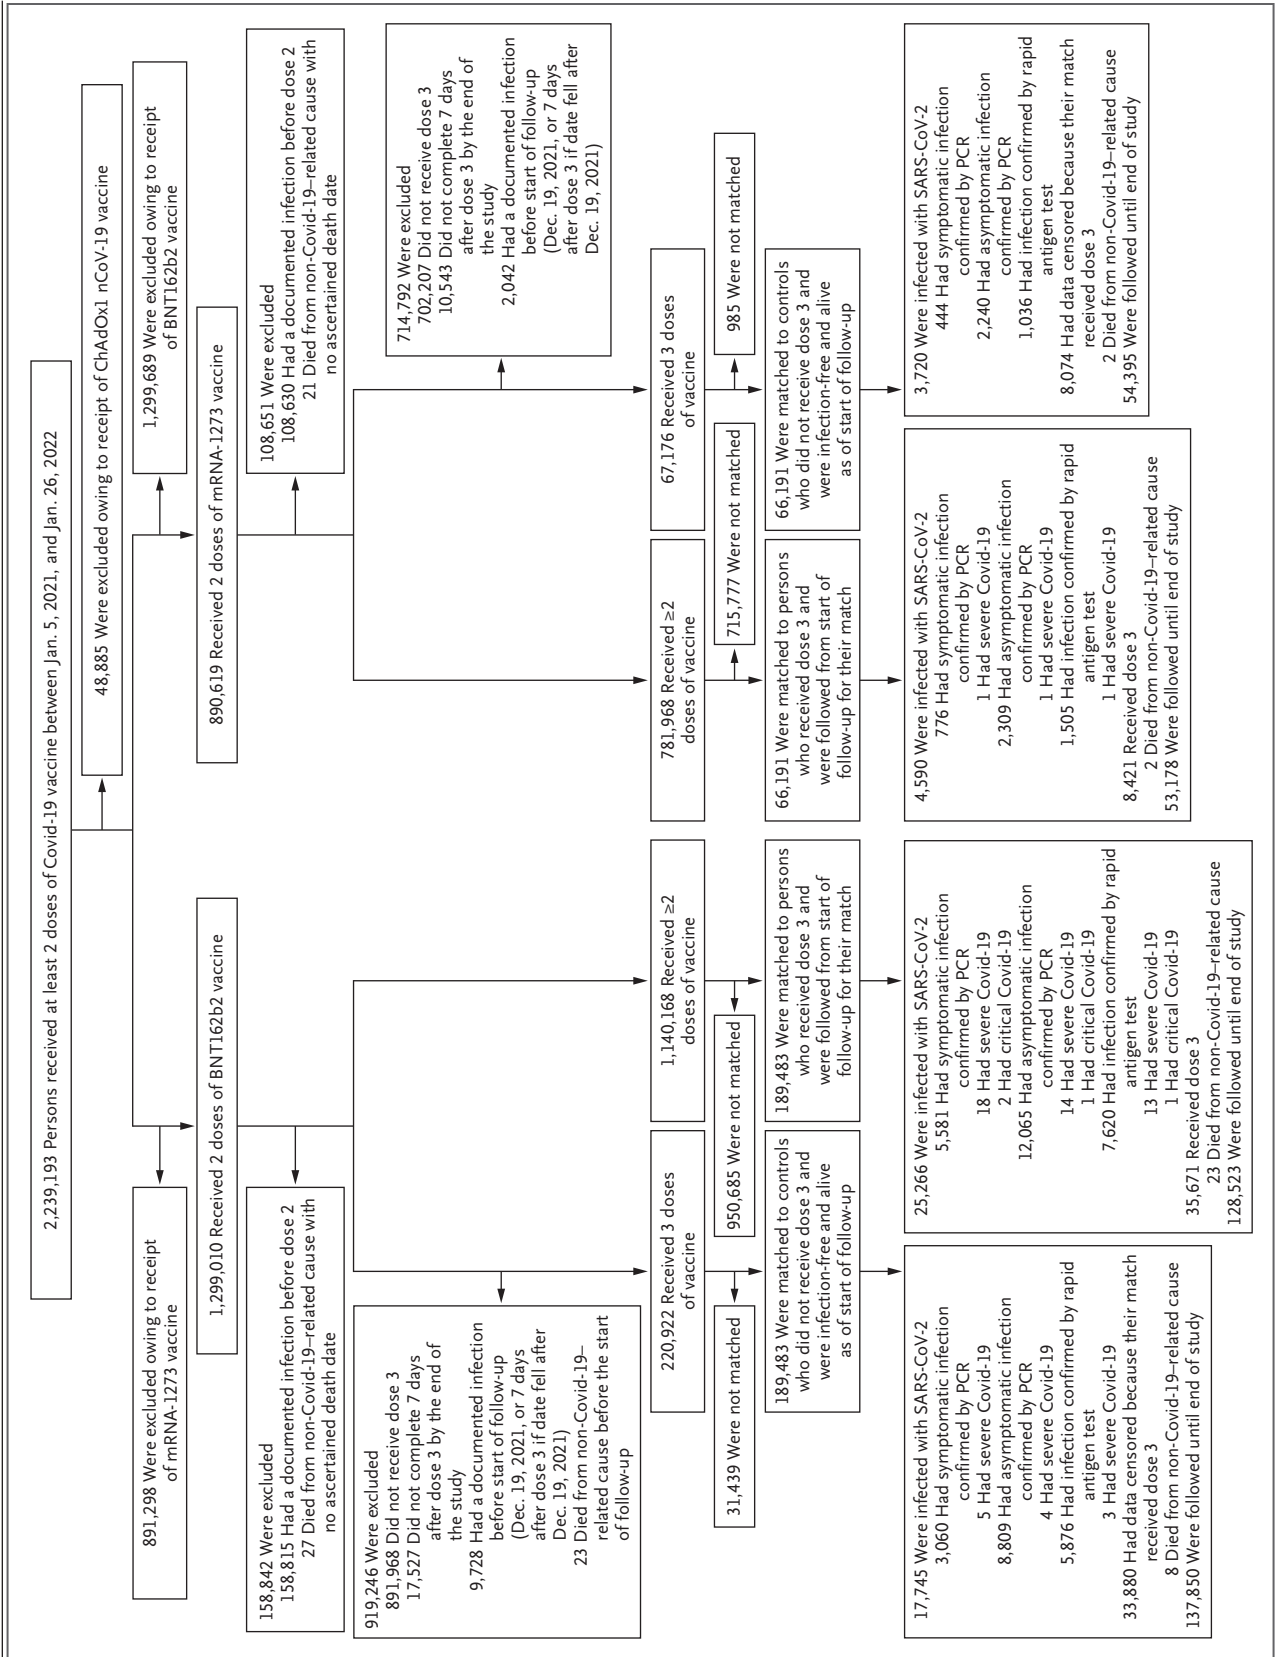 2,239,193 Persons received at least 2 doses of Covid-19 vaccine between Jan. 5, 2021, and Jan. 26, 2022
48,885 Were excluded owing to receipt of ChAdOx1 nCoV-19 vaccine
891,298 Were excluded owing to receipt
of mRNA-1273 vaccine
1,299,689 Were excluded owing to receipt
of BNT162b2 vaccine
1,299,010 Received 2 doses of BNT162b2 vaccine
890,619 Received 2 doses of mRNA-1273 vaccine
158,842 Were excluded
158,815 Had a documented infection before dose 2
27 Died from non-Covid-19–related cause with
no ascertained death date
108,651 Were excluded
108,630 Had a documented infection before dose 2
21 Died from non-Covid-19–related cause with
no ascertained death date
919,246 Were excluded
891,968 Did not receive dose 3
17,527 Did not complete 7 days
after dose 3 by the end of
the study
9,728 Had a documented infection
before start of follow-up
(Dec. 19, 2021, or 7 days
after dose 3 if date fell after
Dec. 19, 2021)
23 Died from non-Covid-19–
related cause before the start
of follow-up
714,792 Were excluded
702,207 Did not receive dose 3
10,543 Did not complete 7 days
after dose 3 by the end of
the study
2,042 Had a documented infection
before start of follow-up
(Dec. 19, 2021, or 7 days
after dose 3 if date fell after
Dec. 19, 2021)
220,922 Received 3 doses
of vaccine
1,140,168 Received ≥2
doses of vaccine
781,968 Received ≥2
doses of vaccine
67,176 Received 3 doses
of vaccine
31,439 Were not matched
950,685 Were not matched
715,777 Were not matched
985 Were not matched
189,483 Were matched to controls
who did not receive dose 3 and
were infection-free and alive
as of start of follow-up
189,483 Were matched to persons
who received dose 3 and
were followed from start of
follow-up for their match
66,191 Were matched to persons
who received dose 3 and
were followed from start of
follow-up for their match
66,191 Were matched to controls
who did not receive dose 3 and
were infection-free and alive
as of start of follow-up
17,745 Were infected with SARS-CoV-2
3,060 Had symptomatic infection
confirmed by PCR
5 Had severe Covid-19
8,809 Had asymptomatic infection
confirmed by PCR
4 Had severe Covid-19
5,876 Had infection confirmed by rapid
antigen test
3 Had severe Covid-19
33,880 Had data censored because their match
received dose 3
8 Died from non-Covid-19–related cause
137,850 Were followed until end of study
25,266 Were infected with SARS-CoV-2
5,581 Had symptomatic infection
confirmed by PCR
18 Had severe Covid-19
2 Had critical Covid-19
12,065 Had asymptomatic infection
confirmed by PCR
14 Had severe Covid-19
1 Had critical Covid-19
7,620 Had infection confirmed by rapid
antigen test
13 Had severe Covid-19
1 Had critical Covid-19
35,671 Received dose 3
23 Died from non-Covid-19–related cause
128,523 Were followed until end of study
4,590 Were infected with SARS-CoV-2
776 Had symptomatic infection
confirmed by PCR
1 Had severe Covid-19
2,309 Had asymptomatic infection
confirmed by PCR
1 Had severe Covid-19
1,505 Had infection confirmed by rapid
antigen test
1 Had severe Covid-19
8,421 Received dose 3
2 Died from non-Covid-19–related cause
53,178 Were followed until end of study
3,720 Were infected with SARS-CoV-2
444 Had symptomatic infection
confirmed by PCR
2,240 Had asymptomatic infection
confirmed by PCR
1,036 Had infection confirmed by rapid
antigen test
8,074 Had data censored because their match
received dose 3
2 Died from non-Covid-19–related cause
54,395 Were followed until end of study